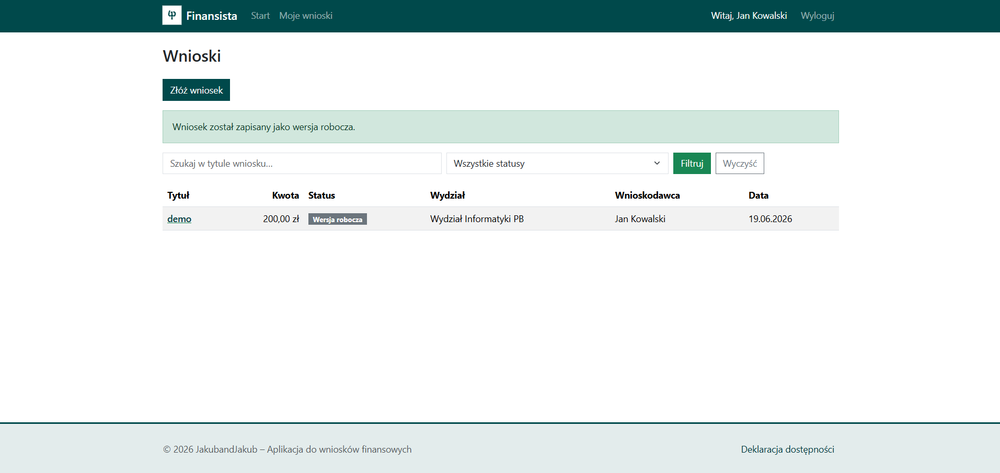 Finansista Start Moje wnioski Witaj, Jan Kowalski Wyloguj
Wnioski
Złóż wniosek
Wniosek został zapisany jako wersja robocza.
Szukaj w tytule wniosku... Wszystkie statusy Filtruj Wyczyść
Tytuł Kwota Status Wydział Wnioskodawca Data
demo 200,00 zł Wersja robocza Wydział Informatyki PB Jan Kowalski 19.06.2026
© 2026 JakubandJakub – Aplikacja do wniosków finansowych Deklaracja dostępności